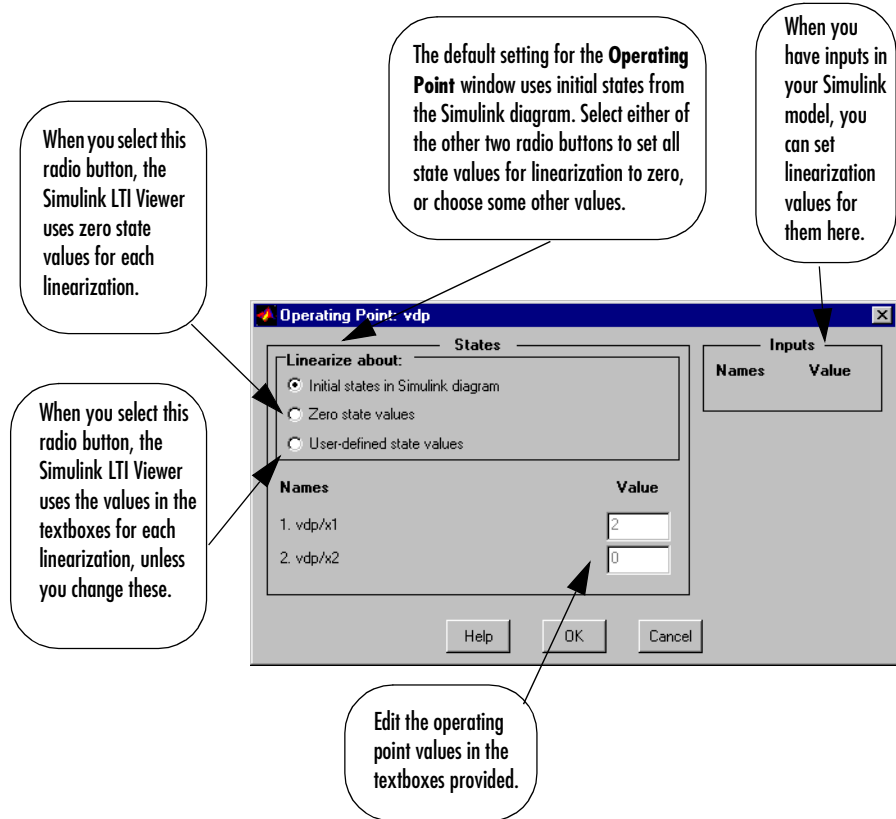 When you
have inputs in
your Simulink
model, you
can set
linearization
values for
them here.
The default setting for the Operating
Point window uses initial states from
the Simulink diagram. Select either of
the other two radio buttons to set all
state values for linearization to zero,
or choose some other values.
When you select this
radio button, the
Simulink LTI Viewer
uses zero state
values for each
linearization.
When you select this
radio button, the
Simulink LTI Viewer
uses the values in the
textboxes for each
linearization, unless
you change these.
Operating Point: vdp
States
Linearize about:
Initial states in Simulink diagram
Zero state values
User-defined state values
Names Value
1. vdp/x1 2
2. vdp/x2 0
Inputs
Names Value
Help OK Cancel
Edit the operating
point values in the
textboxes provided.